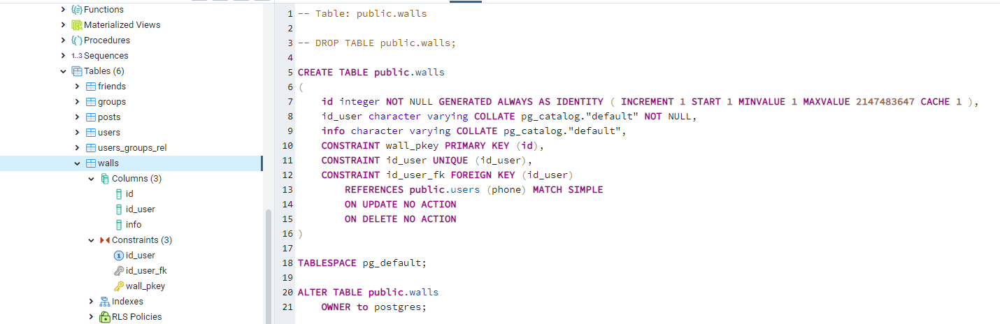 Functions
Materialized Views
Procedures
1..3 Sequences
Tables (6)
friends
groups
posts
users
users_groups_rel
walls
Columns (3)
id
id_user
info
Constraints (3)
id_user
id_user_fk
wall_pkey
Indexes
RLS Policies
1 -- Table: public.walls
2
3 -- DROP TABLE public.walls;
4
5 CREATE TABLE public.walls
6 (
7     id integer NOT NULL GENERATED ALWAYS AS IDENTITY ( INCREMENT 1 START 1 MINVALUE 1 MAXVALUE 2147483647 CACHE 1 ),
8     id_user character varying COLLATE pg_catalog."default" NOT NULL,
9     info character varying COLLATE pg_catalog."default",
10     CONSTRAINT wall_pkey PRIMARY KEY (id),
11     CONSTRAINT id_user UNIQUE (id_user),
12     CONSTRAINT id_user_fk FOREIGN KEY (id_user)
13         REFERENCES public.users (phone) MATCH SIMPLE
14         ON UPDATE NO ACTION
15         ON DELETE NO ACTION
16 )
17
18 TABLESPACE pg_default;
19
20 ALTER TABLE public.walls
21     OWNER to postgres;